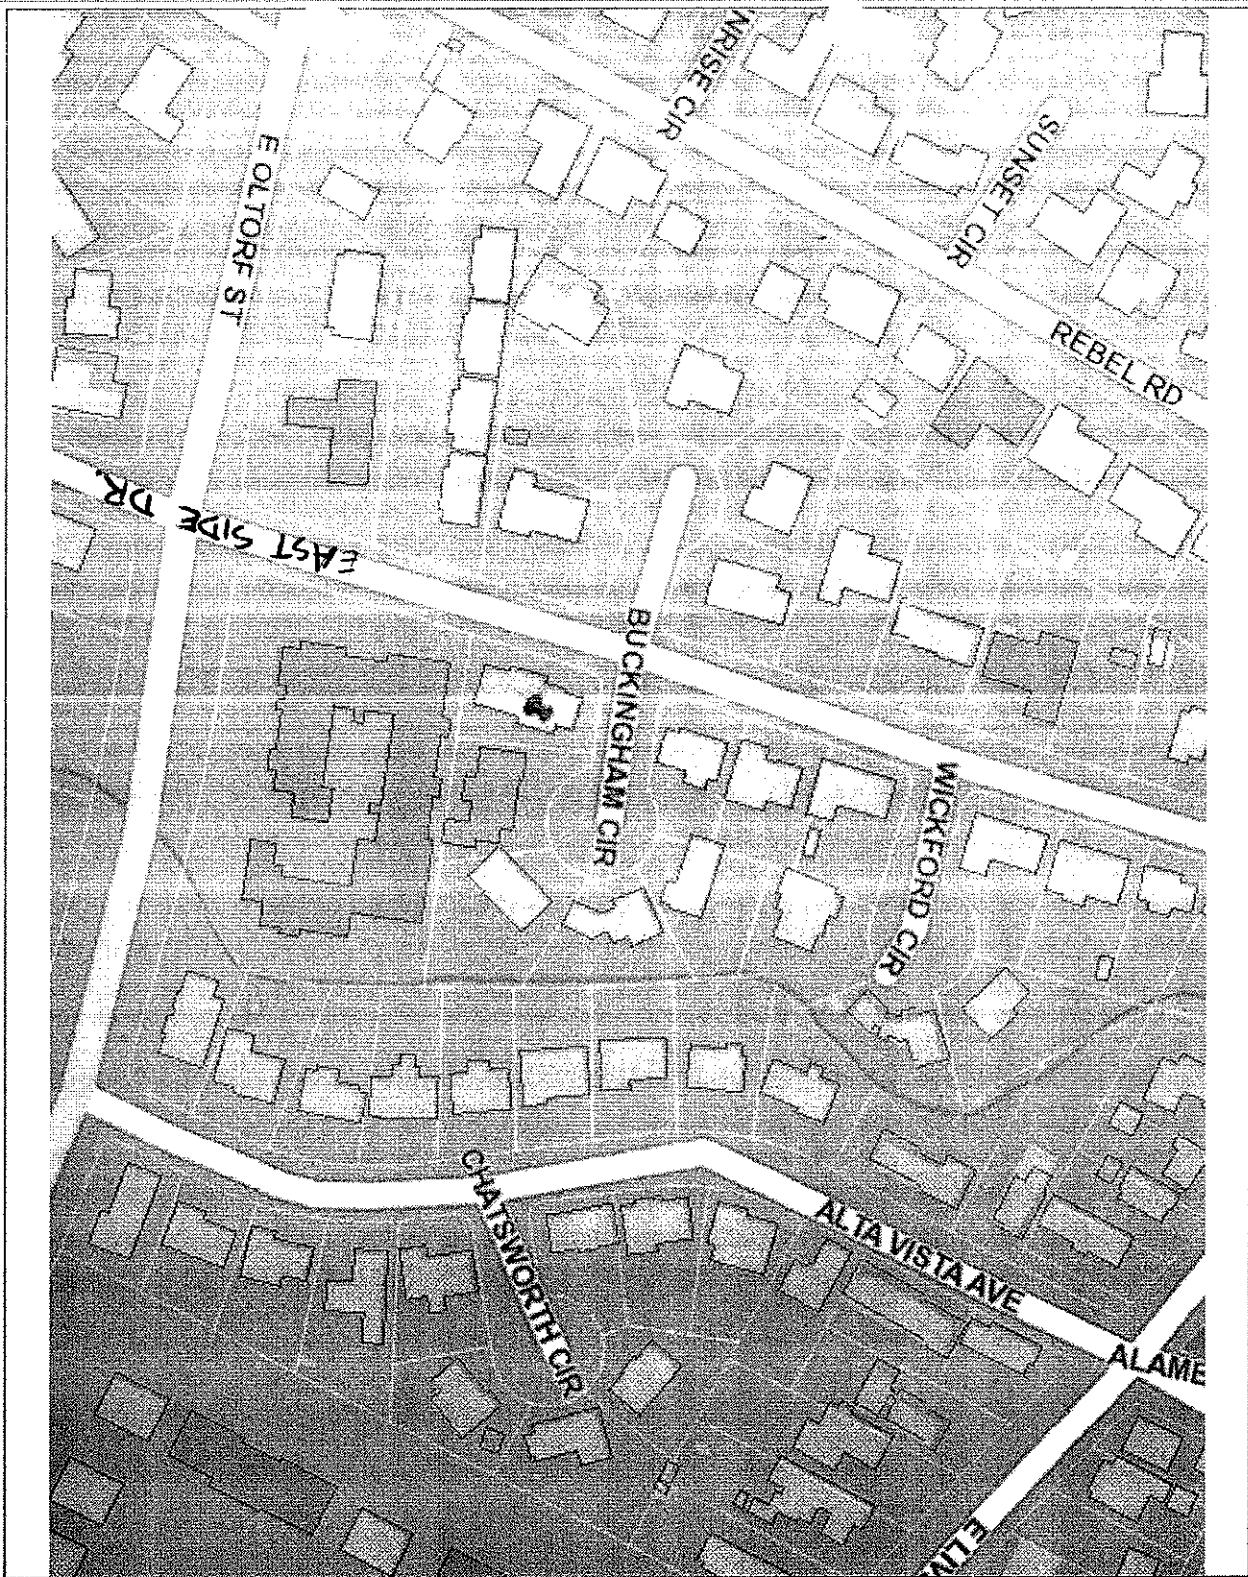 NRISE CIR
SUNSET CIR
E OLTORF ST
REBEL RD
EAST SIDE DR.
BUCKINGHAM CIR
WICKFORD CIR
CHATSWORTH CIR
ALTA VISTA AVE
ALAME
E LIV